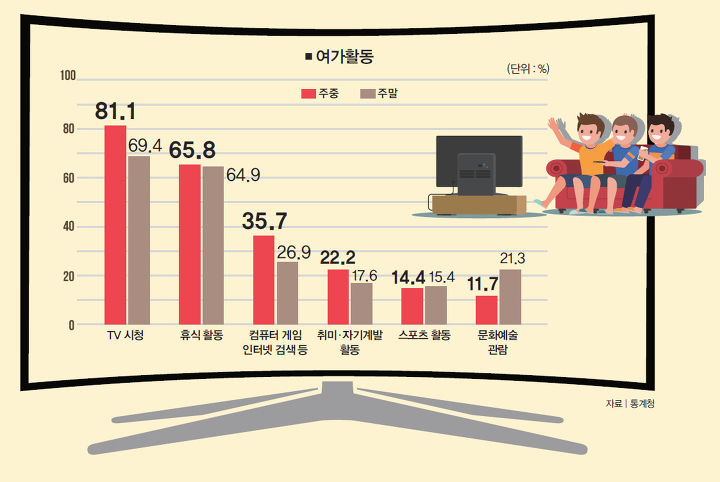 ■ 여가활동
(단위 : %)
주중 주말
100
80
60
40
20
0
81.1
69.4
65.8
64.9
35.7
26.9
22.2
17.6
14.4
15.4
11.7
21.3
TV 시청
휴식 활동
컴퓨터 게임
인터넷 검색 등
취미·자기계발
활동
스포츠 활동
문화예술
관람
자료 | 통계청